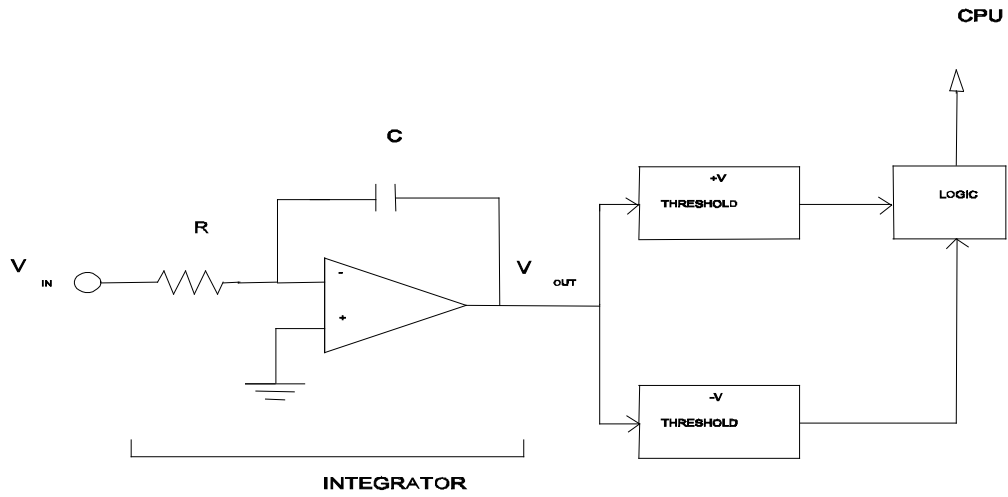 CPU
C
+V
THRESHOLD
LOGIC
R
V IN
-
+
V OUT
–V
THRESHOLD
INTEGRATOR